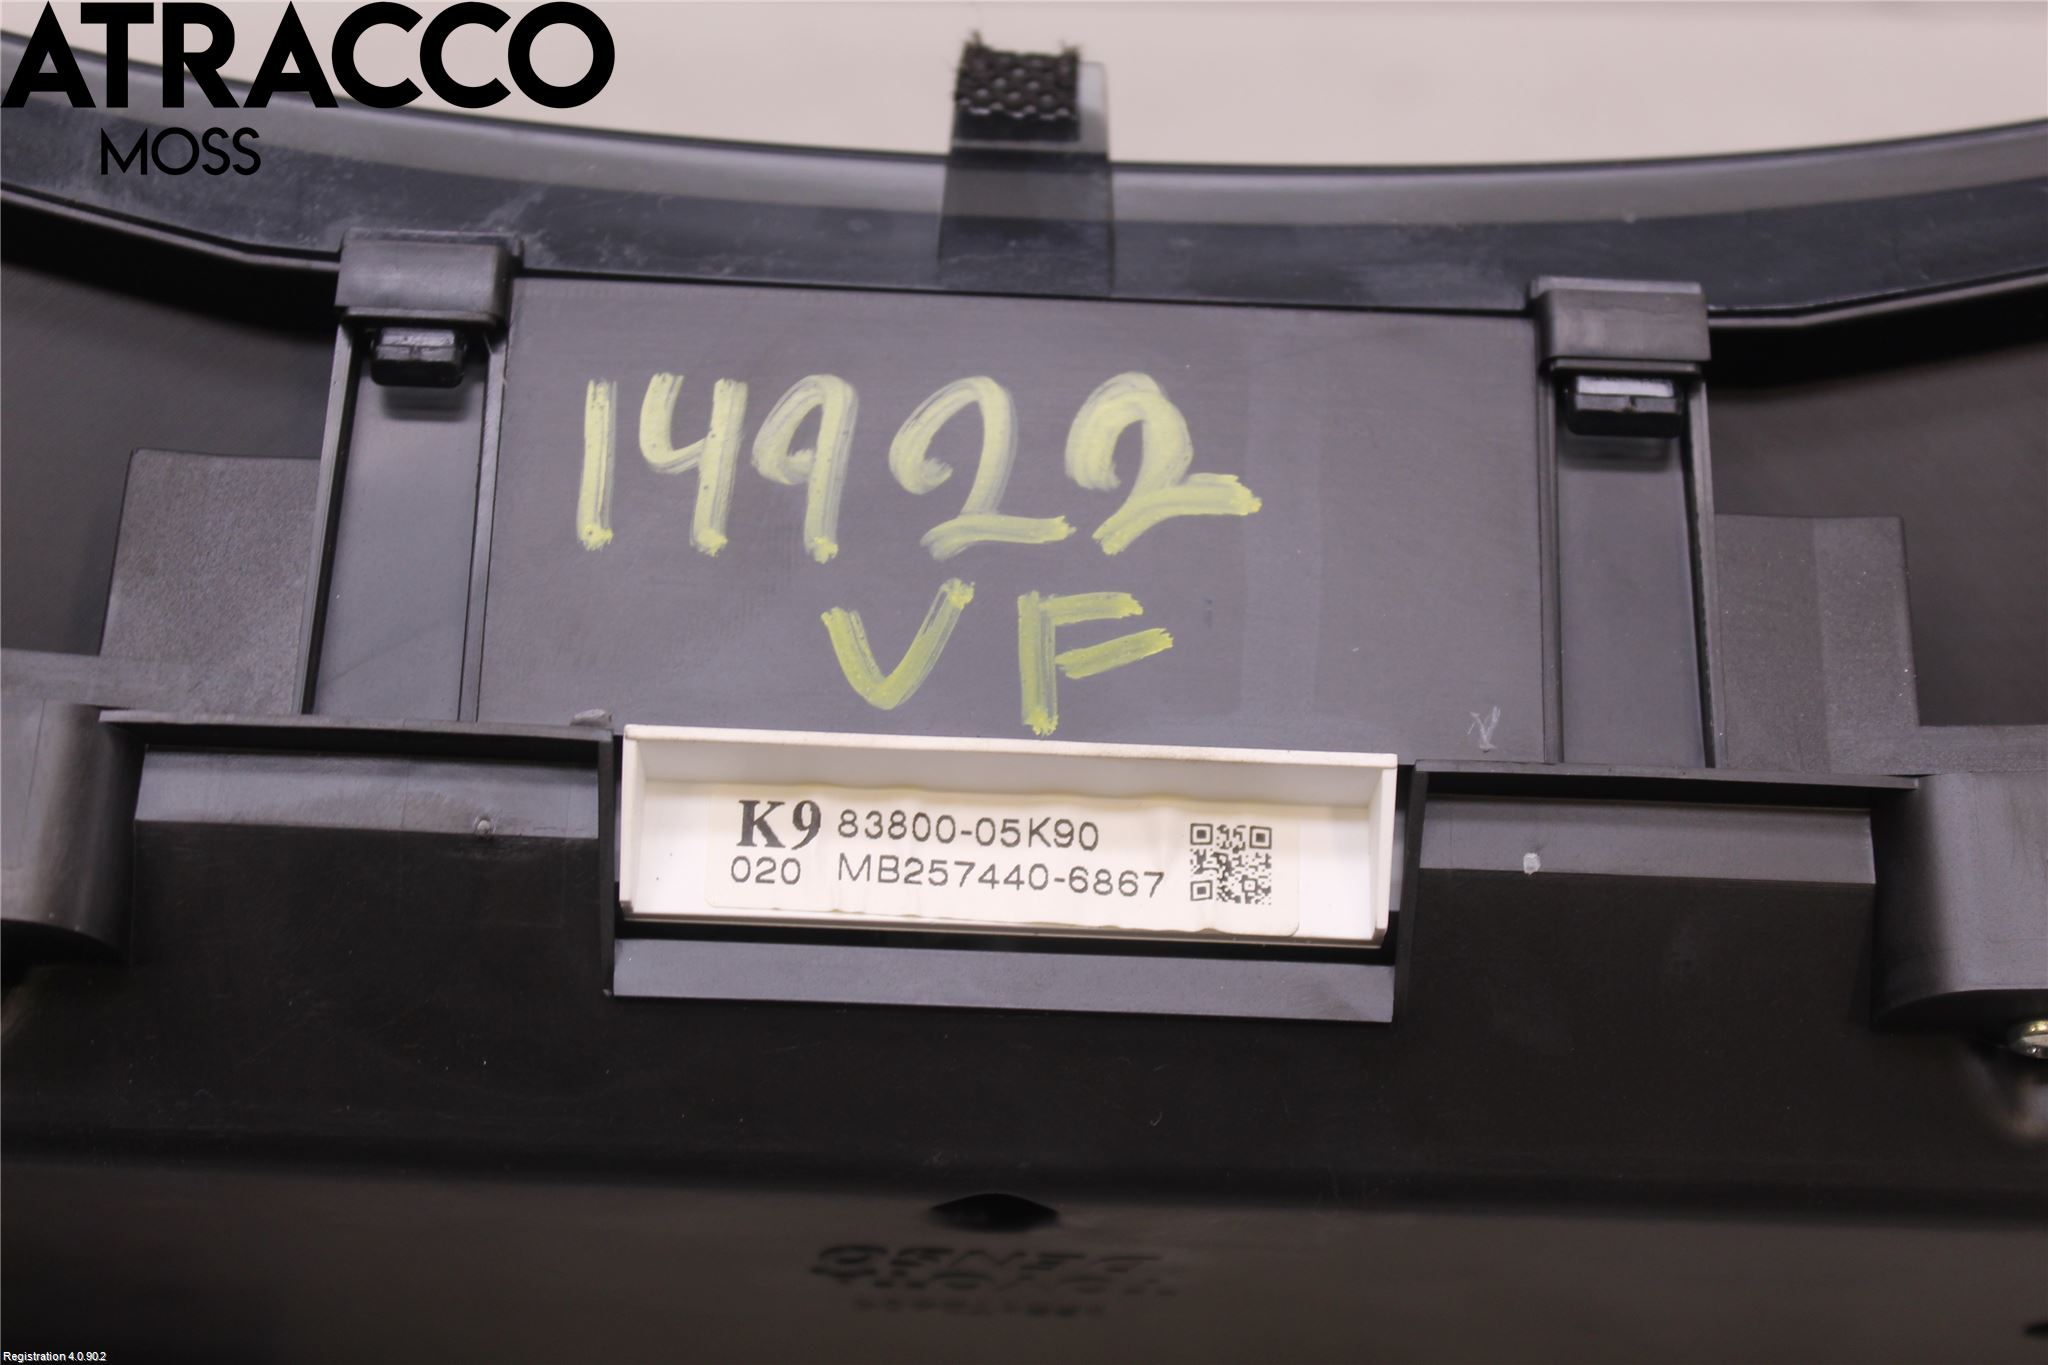 ATRACCO
MOSS
14922
VF
K9 83800-05K90
020 MB257440-6867
Registration 4.0.90.2